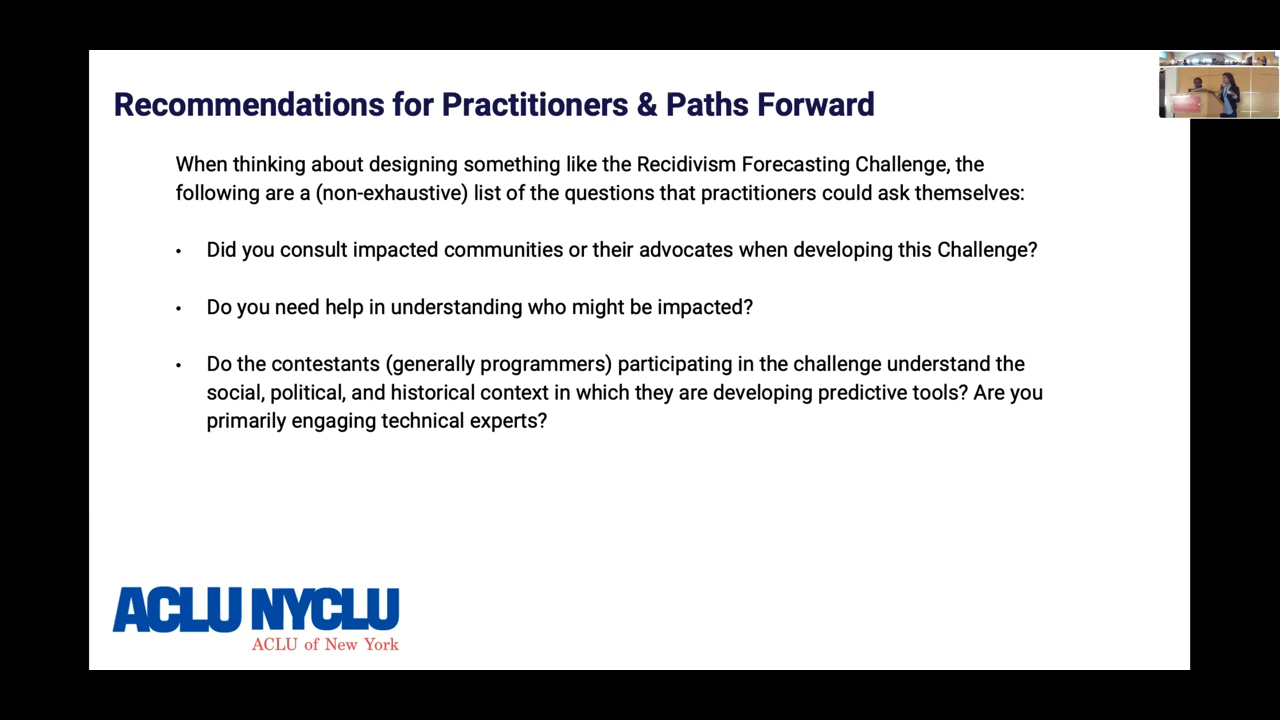 Recommendations for Practitioners & Paths Forward
When thinking about designing something like the Recidivism Forecasting Challenge, the
following are a (non-exhaustive) list of the questions that practitioners could ask themselves:
• Did you consult impacted communities or their advocates when developing this Challenge?
• Do you need help in understanding who might be impacted?
• Do the contestants (generally programmers) participating in the challenge understand the
social, political, and historical context in which they are developing predictive tools? Are you
primarily engaging technical experts?
ACLU NYCLU
ACLU of New York